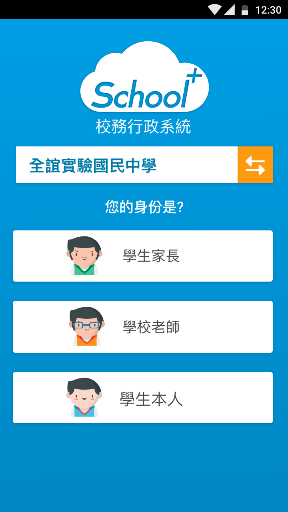 12:30
School+
校務行政系統
全誼實驗國民中學
您的身份是?
學生家長
學校老師
學生本人